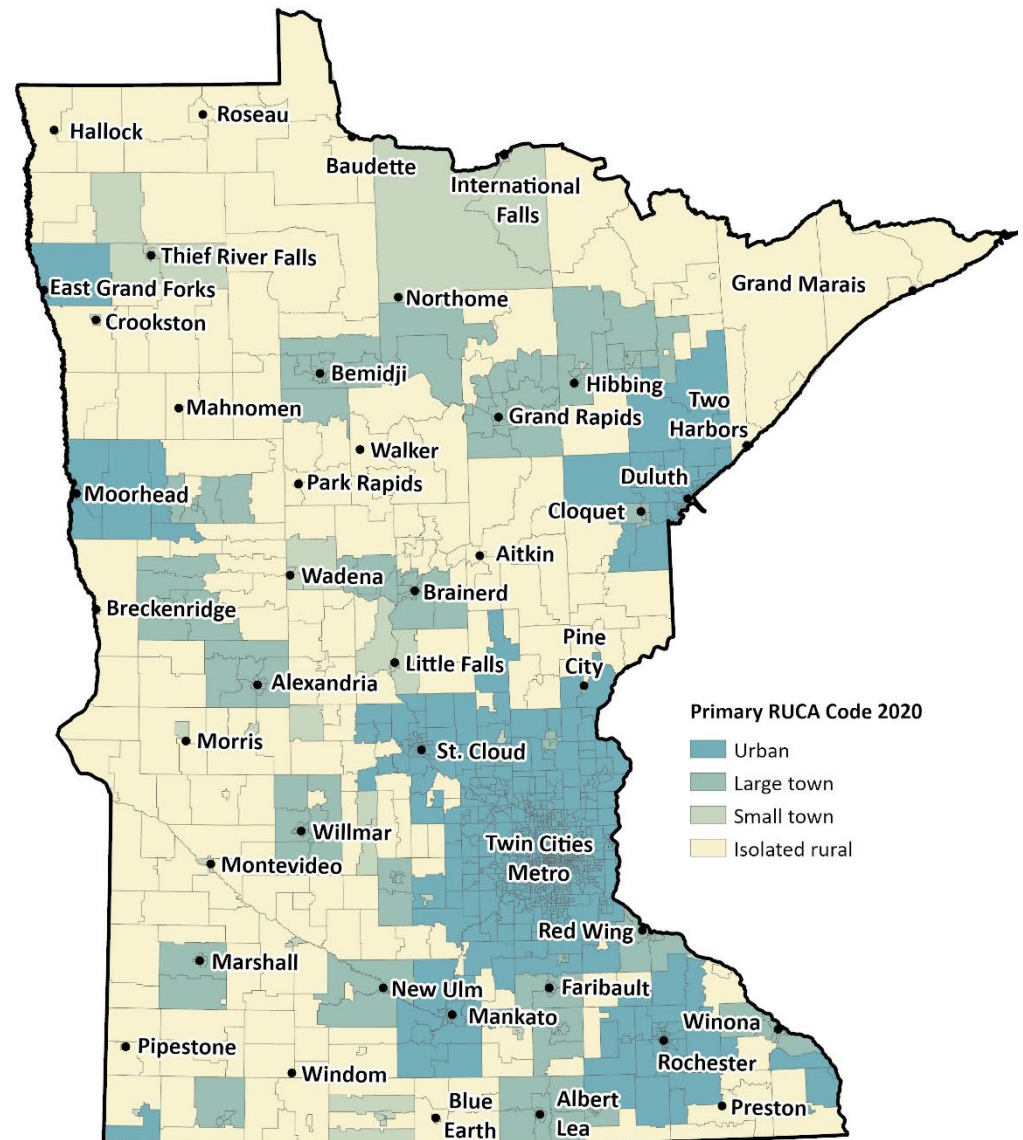 Roseau
Hallock
Baudette
International
Falls
Thief River Falls
East Grand Forks
Northome
Grand Marais
Crookston
Bemidji
Hibbing
Two
Harbors
Mahnomen
Grand Rapids
Walker
Moorhead
Park Rapids
Duluth
Cloquet
Aitkin
Wadena
Brainerd
Breckenridge
Pine
City
Little Falls
Alexandria
Primary RUCA Code 2020
Urban
Large town
Small town
Isolated rural
Morris
St. Cloud
Willmar
Twin Cities
Metro
Montevideo
Red Wing
Marshall
New Ulm
Faribault
Mankato
Winona
Pipestone
Rochester
Windom
Blue
Earth
Albert
Lea
Preston